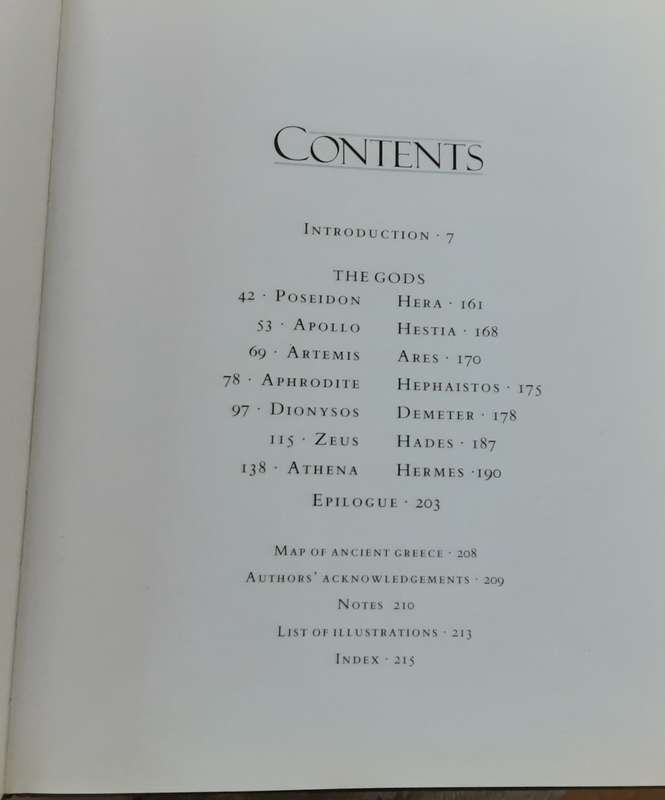 CONTENTS
INTRODUCTION · 7
THE GODS
42 · POSEIDON HERA · 161
53 · APOLLO HESTIA · 168
69 · ARTEMIS ARES · 170
78 · APHRODITE HEPHAISTOS · 175
97 · DIONYSOS DEMETER · 178
115 · ZEUS HADES · 187
138 · ATHENA HERMES ·190
EPILOGUE · 203
MAP OF ANCIENT GREECE · 208
AUTHORS' ACKNOWLEDGEMENTS · 209
NOTES 210
LIST OF ILLUSTRATIONS · 213
INDEX · 215